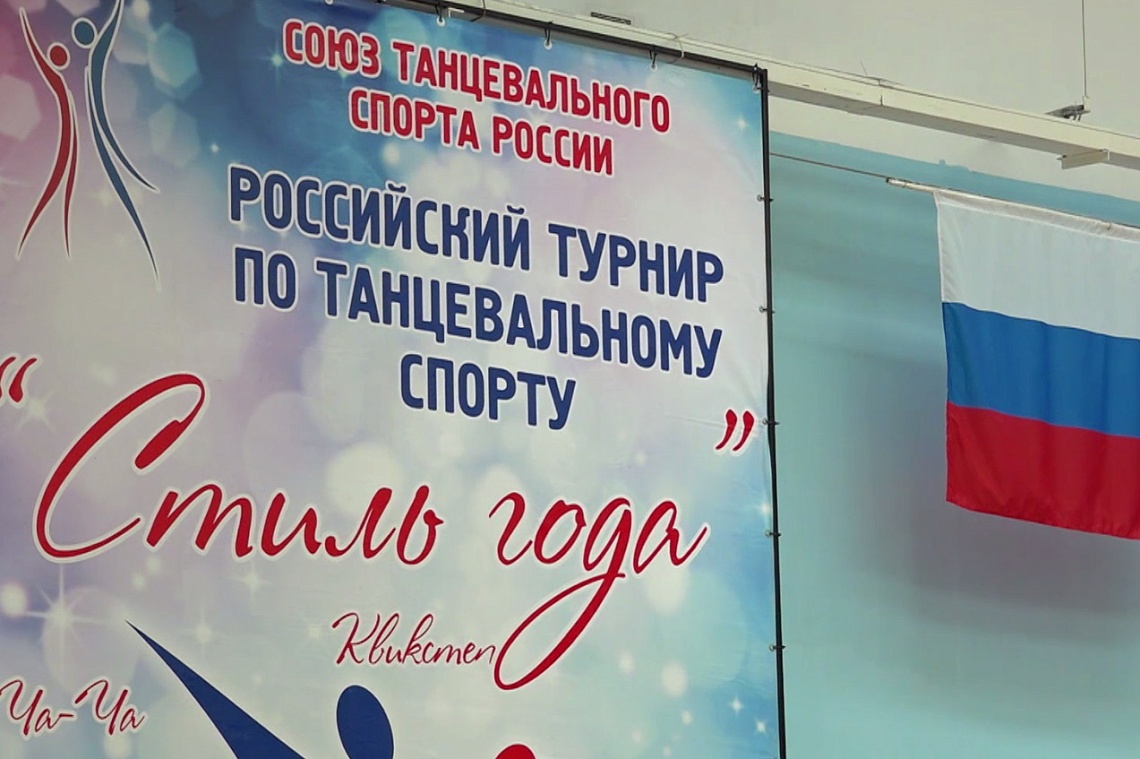 СОЮЗ ТАНЦЕВАЛЬНОГО
СПОРТА РОССИИ
РОССИЙСКИЙ ТУРНИР
ПО ТАНЦЕВАЛЬНОМУ
СПОРТУ
“Стиль года”
Квикстеп
Ча-Ча